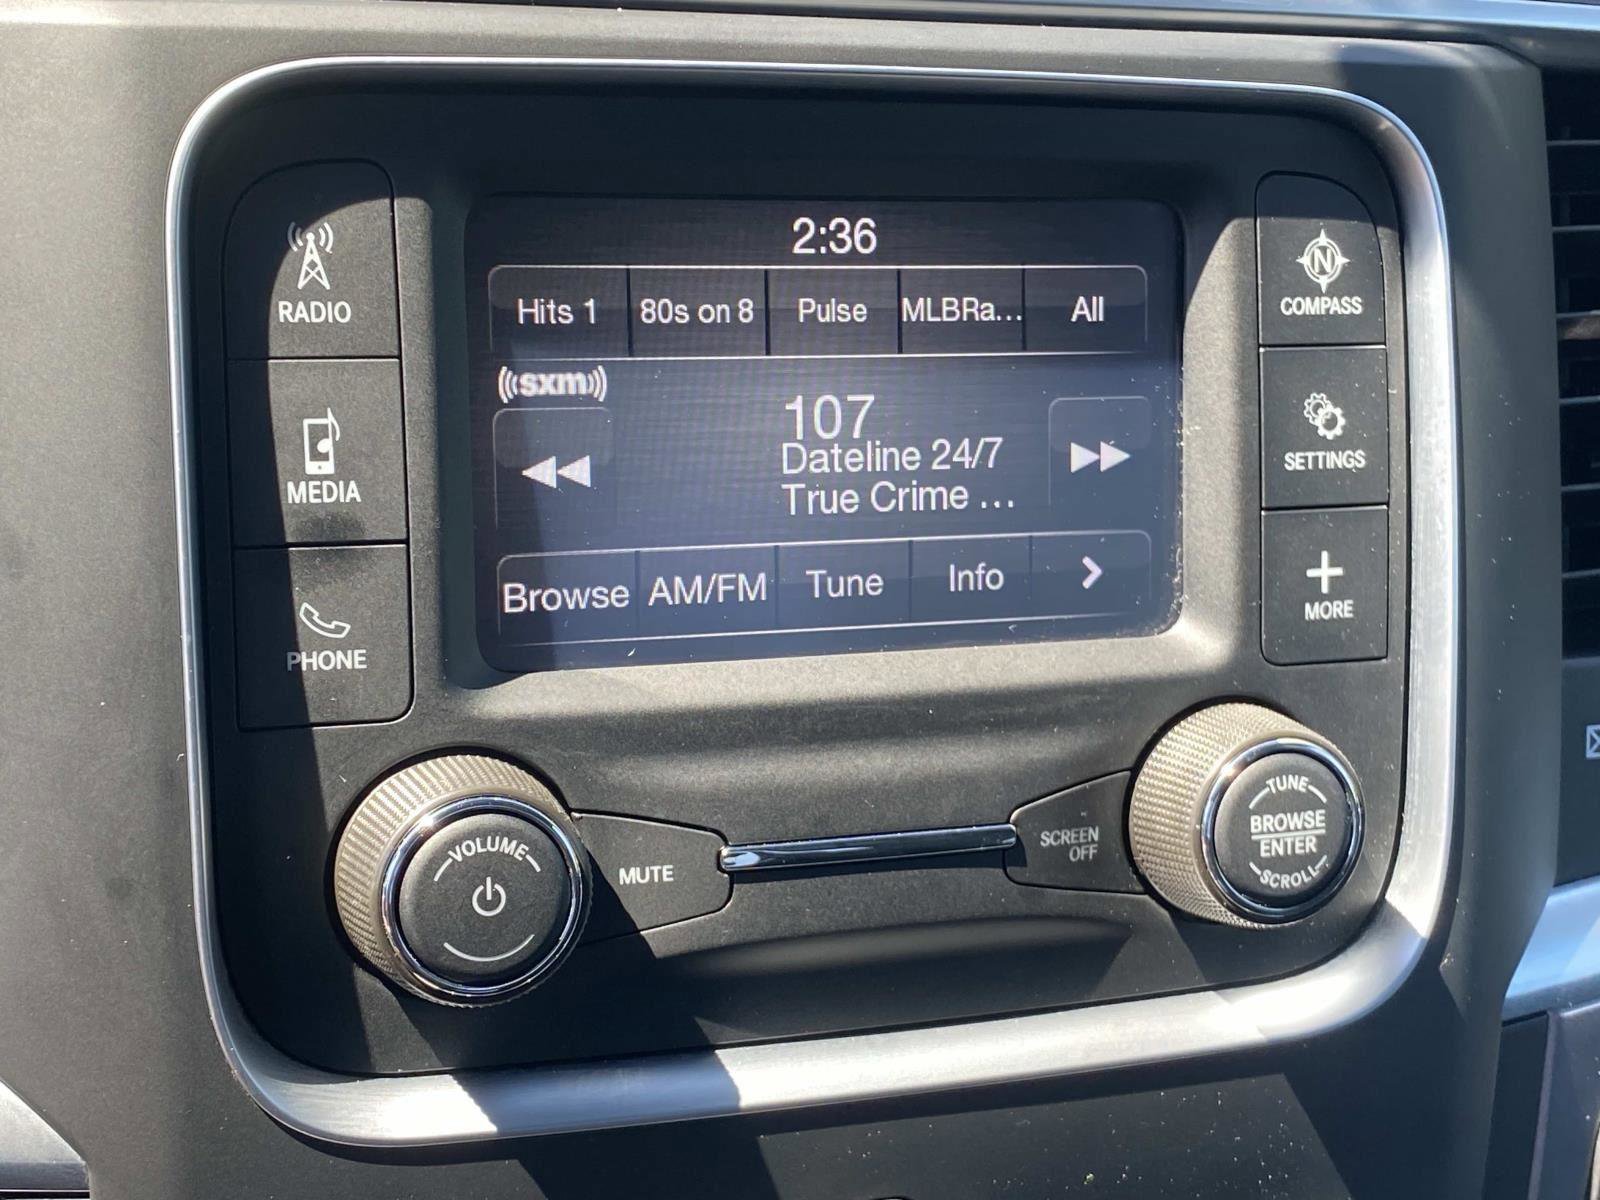 2:36
Hits 1 80s on 8 Pulse MLBRa... All
sxm
107
Dateline 24/7
True Crime ...
Browse AM/FM Tune Info >
RADIO
MEDIA
PHONE
N
COMPASS
SETTINGS
+
MORE
VOLUME
MUTE
SCREEN
OFF
TUNE
BROWSE
ENTER
SCROLL